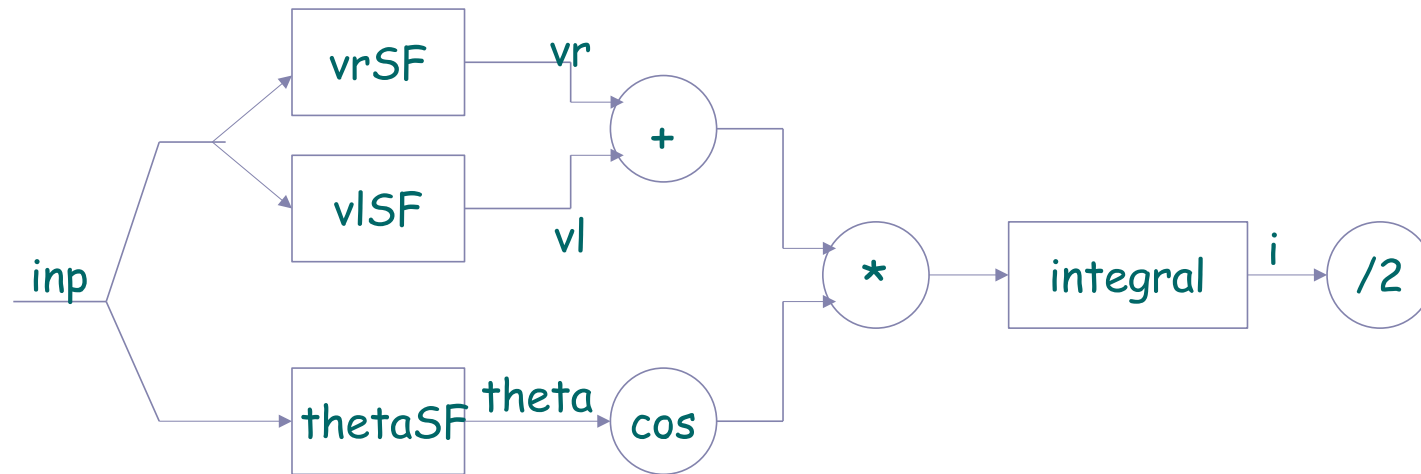 vrSF
vr
+
vlSF
vl
inp
*
integral
i
/2
thetaSF
theta
cos